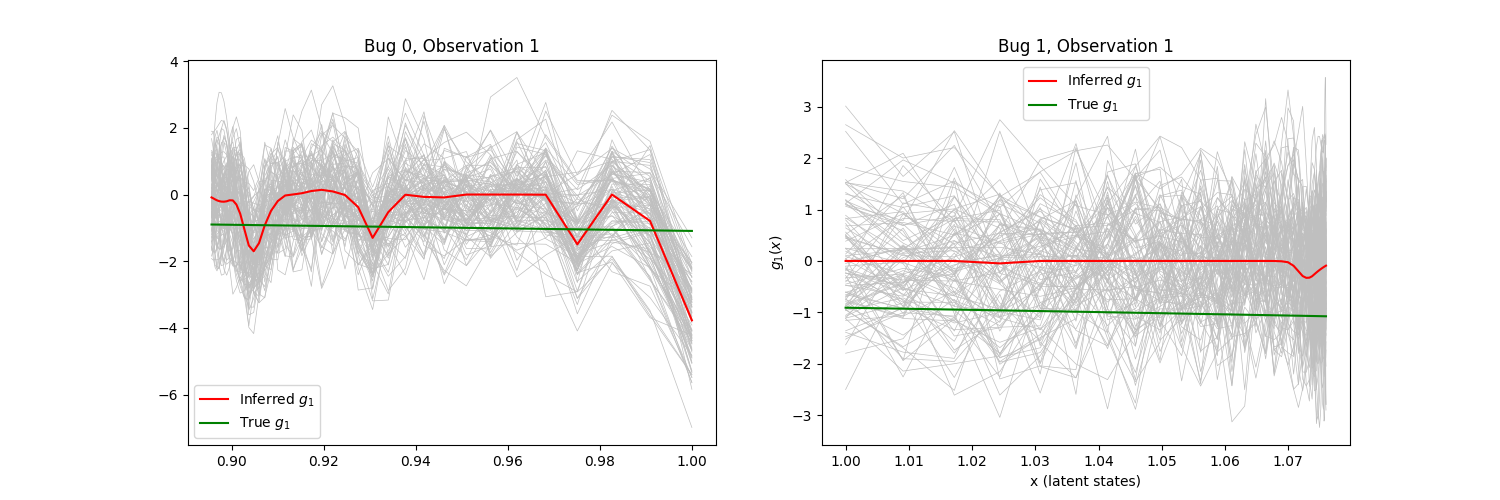 Bug 0, Observation 1
4
2
0
−2
−4
−6
Inferred g₁
True g₁
0.90 0.92 0.94 0.96 0.98 1.00
Bug 1, Observation 1
Inferred g₁
True g₁
g₁(x)
3
2
1
0
−1
−2
−3
1.00 1.01 1.02 1.03 1.04 1.05 1.06 1.07
x (latent states)